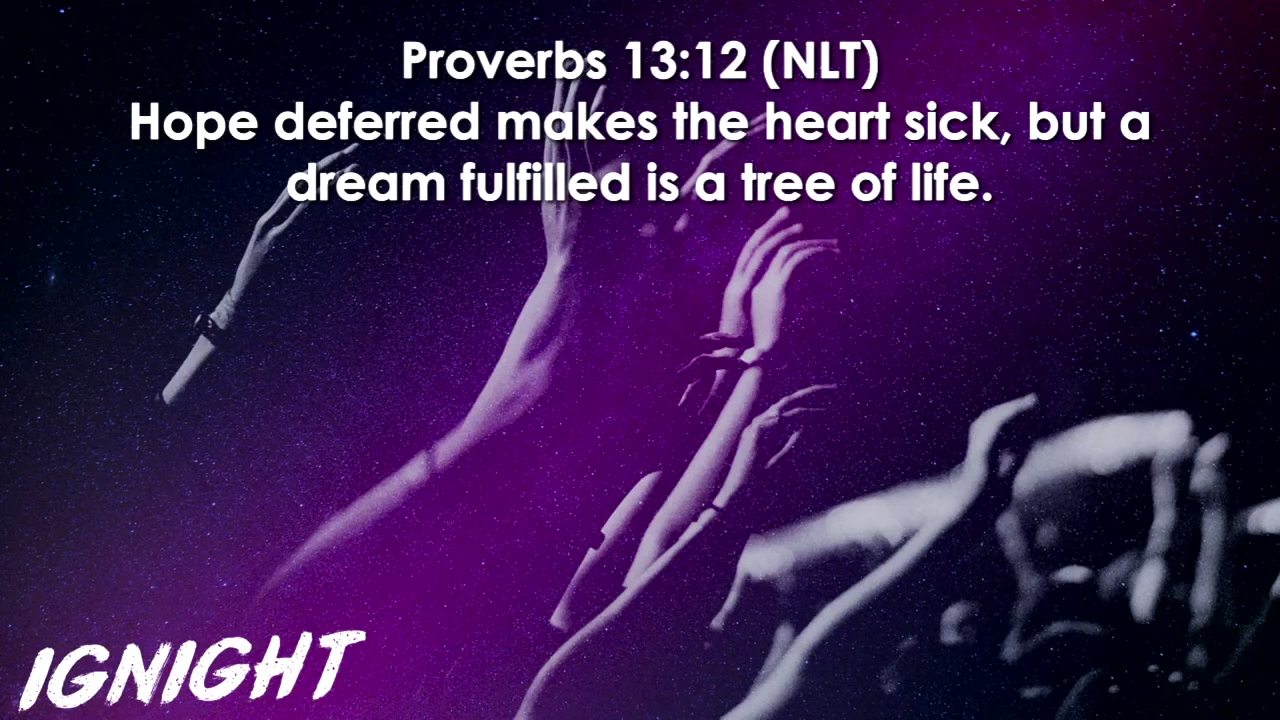 Proverbs 13:12 (NLT)
Hope deferred makes the heart sick, but a
dream fulfilled is a tree of life.
IGNIGHT